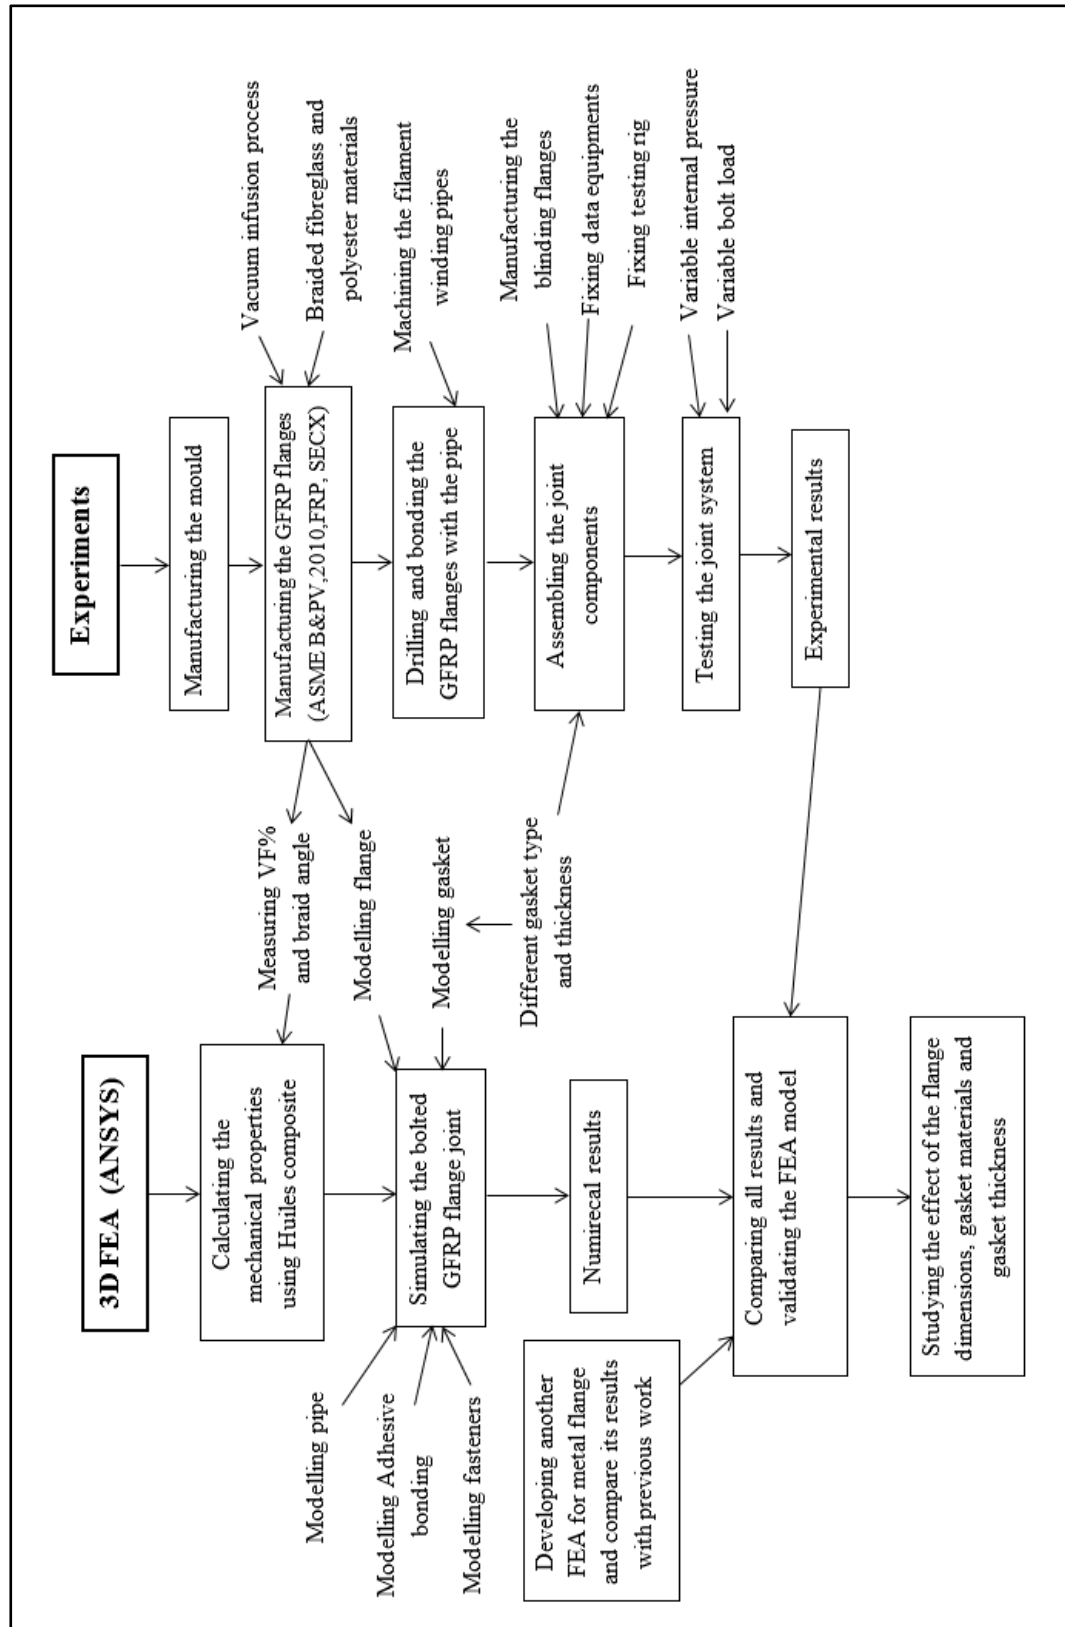 3D FEA (ANSYS)
Experiments
Calculating the
mechanical properties
using Huiles composite
Measuring VF%
and braid angle
Manufacturing the mould
Manufacturing the GFRP flanges
(ASME B&PV,2010,FRP, SECX)
Vacuum infusion process
Braided fibreglass and
polyester materials
Modelling pipe
Modelling Adhesive
bonding
Modelling fasteners
Simulating the bolted
GFRP flange joint
Modelling flange
Modelling gasket
Drilling and bonding the
GFRP flanges with the pipe
Machining the filament
winding pipes
Different gasket type
and thickness
Assembling the joint
components
Manufacturing the
blinding flanges
Fixing data equipments
Fixing testing rig
Developing another
FEA for metal flange
and compare its results
with previous work
Numirecal results
Testing the joint system
Variable internal pressure
Variable bolt load
Comparing all results and
validating the FEA model
Experimental results
Studying the effect of the flange
dimensions, gasket materials and
gasket thickness